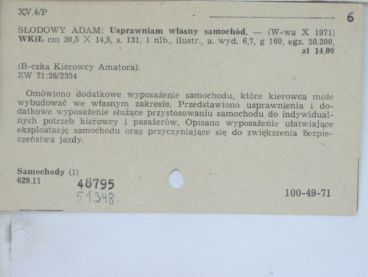 XV.4/P
6
SŁODOWY ADAM: Usprawniam własny samochód. — (W-wa X 1971)
WKiŁ. cm 20,5 X 14,5, s. 131, 1 nlb., ilustr., a. wyd. 6,7, g 160, egz. 20.200,
zł 14,00
(B-czka Kierowcy Amatora).
ZW 71:26/2354
Omówiono dodatkowe wyposażenie samochodu, które kierowca może
wybudować we własnym zakresie. Przedstawiono usprawnienia i do-
datkowe wyposażenie służące przystosowaniu samochodu do indywidual-
nych potrzeb kierowcy i pasażerów. Opisano wyposażenie ułatwiające
eksploatację samochodu oraz przyczyniające się do zwiększenia bezpie-
czeństwa jazdy.
Samochody (1)
629.11
48795
51348
100-49-71